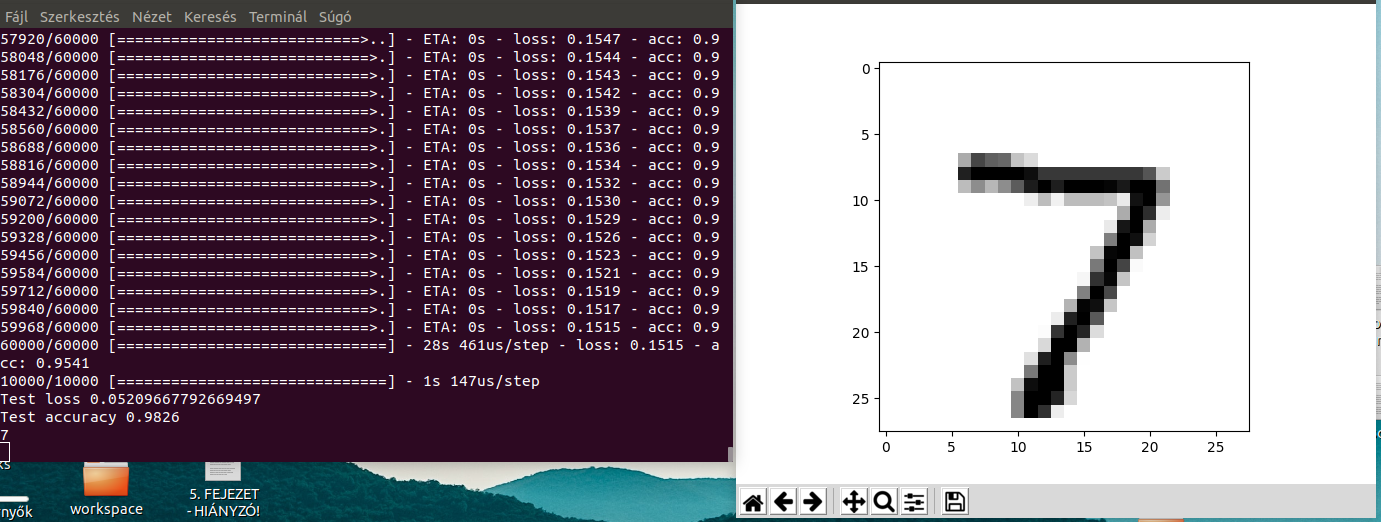 Fájl Szerkesztés Nézet Keresés Terminál Súgó
57920/60000 [===========================>..] - ETA: 0s - loss: 0.1547 - acc: 0.9
58048/60000 [============================>.] - ETA: 0s - loss: 0.1544 - acc: 0.9
58176/60000 [============================>.] - ETA: 0s - loss: 0.1543 - acc: 0.9
58304/60000 [============================>.] - ETA: 0s - loss: 0.1542 - acc: 0.9
58432/60000 [============================>.] - ETA: 0s - loss: 0.1539 - acc: 0.9
58560/60000 [============================>.] - ETA: 0s - loss: 0.1537 - acc: 0.9
58688/60000 [============================>.] - ETA: 0s - loss: 0.1536 - acc: 0.9
58816/60000 [============================>.] - ETA: 0s - loss: 0.1534 - acc: 0.9
58944/60000 [============================>.] - ETA: 0s - loss: 0.1532 - acc: 0.9
59072/60000 [============================>.] - ETA: 0s - loss: 0.1530 - acc: 0.9
59200/60000 [============================>.] - ETA: 0s - loss: 0.1529 - acc: 0.9
59328/60000 [============================>.] - ETA: 0s - loss: 0.1526 - acc: 0.9
59456/60000 [============================>.] - ETA: 0s - loss: 0.1523 - acc: 0.9
59584/60000 [============================>.] - ETA: 0s - loss: 0.1521 - acc: 0.9
59712/60000 [============================>.] - ETA: 0s - loss: 0.1519 - acc: 0.9
59840/60000 [============================>.] - ETA: 0s - loss: 0.1517 - acc: 0.9
59968/60000 [============================>.] - ETA: 0s - loss: 0.1515 - acc: 0.9
60000/60000 [==============================] - 28s 461us/step - loss: 0.1515 - a
cc: 0.9541
10000/10000 [==============================] - 1s 147us/step
Test loss 0.05209667792669497
Test accuracy 0.9826
7
workspace
5. FEJEZET
- HIÁNYZÓ!
0
5
10
15
20
25
0 5 10 15 20 25
7